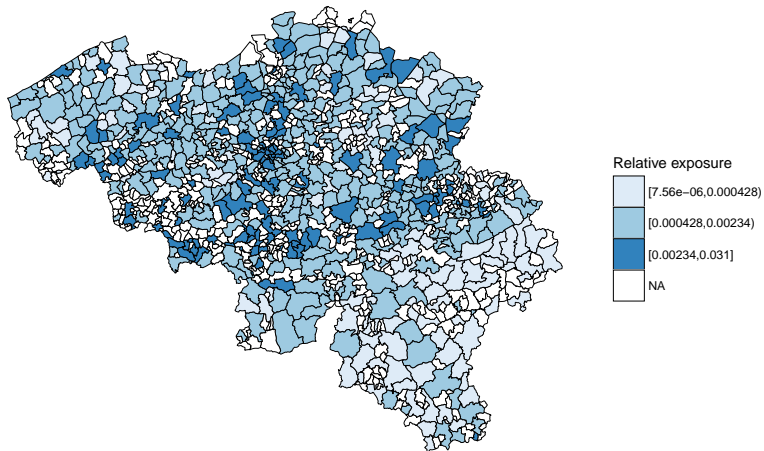 Relative exposure
[7.56e−06,0.000428)
[0.000428,0.00234)
[0.00234,0.031]
NA